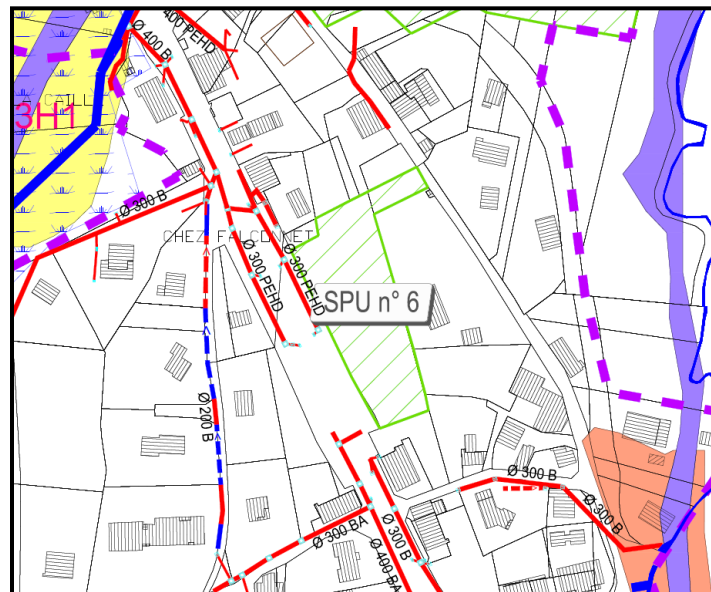 400 PEHD
Ø 400 B
3H1
Ø 300 B
CHEZ FALCONNET
Ø 300 PEHD
Ø 300 PEHD
SPU n° 6
Ø 200 B
Ø 300 B
Ø 300 B
Ø 300 BA
Ø 300 B
Ø 400 BA